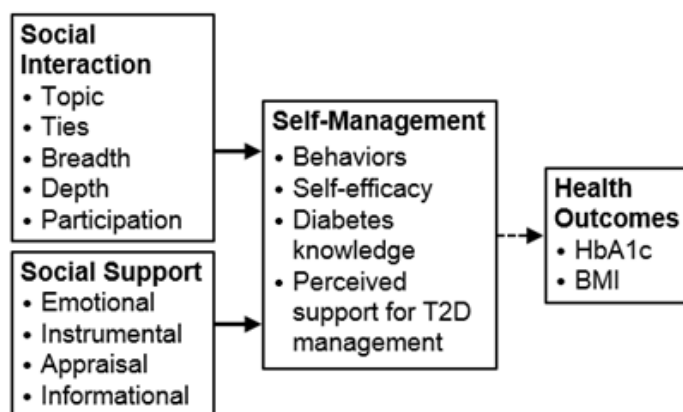 Social
Interaction
• Topic
• Ties
• Breadth
• Depth
• Participation
Social Support
• Emotional
• Instrumental
• Appraisal
• Informational
Self-Management
• Behaviors
• Self-efficacy
• Diabetes
knowledge
• Perceived
support for T2D
management
Health
Outcomes
• HbA1c
• BMI